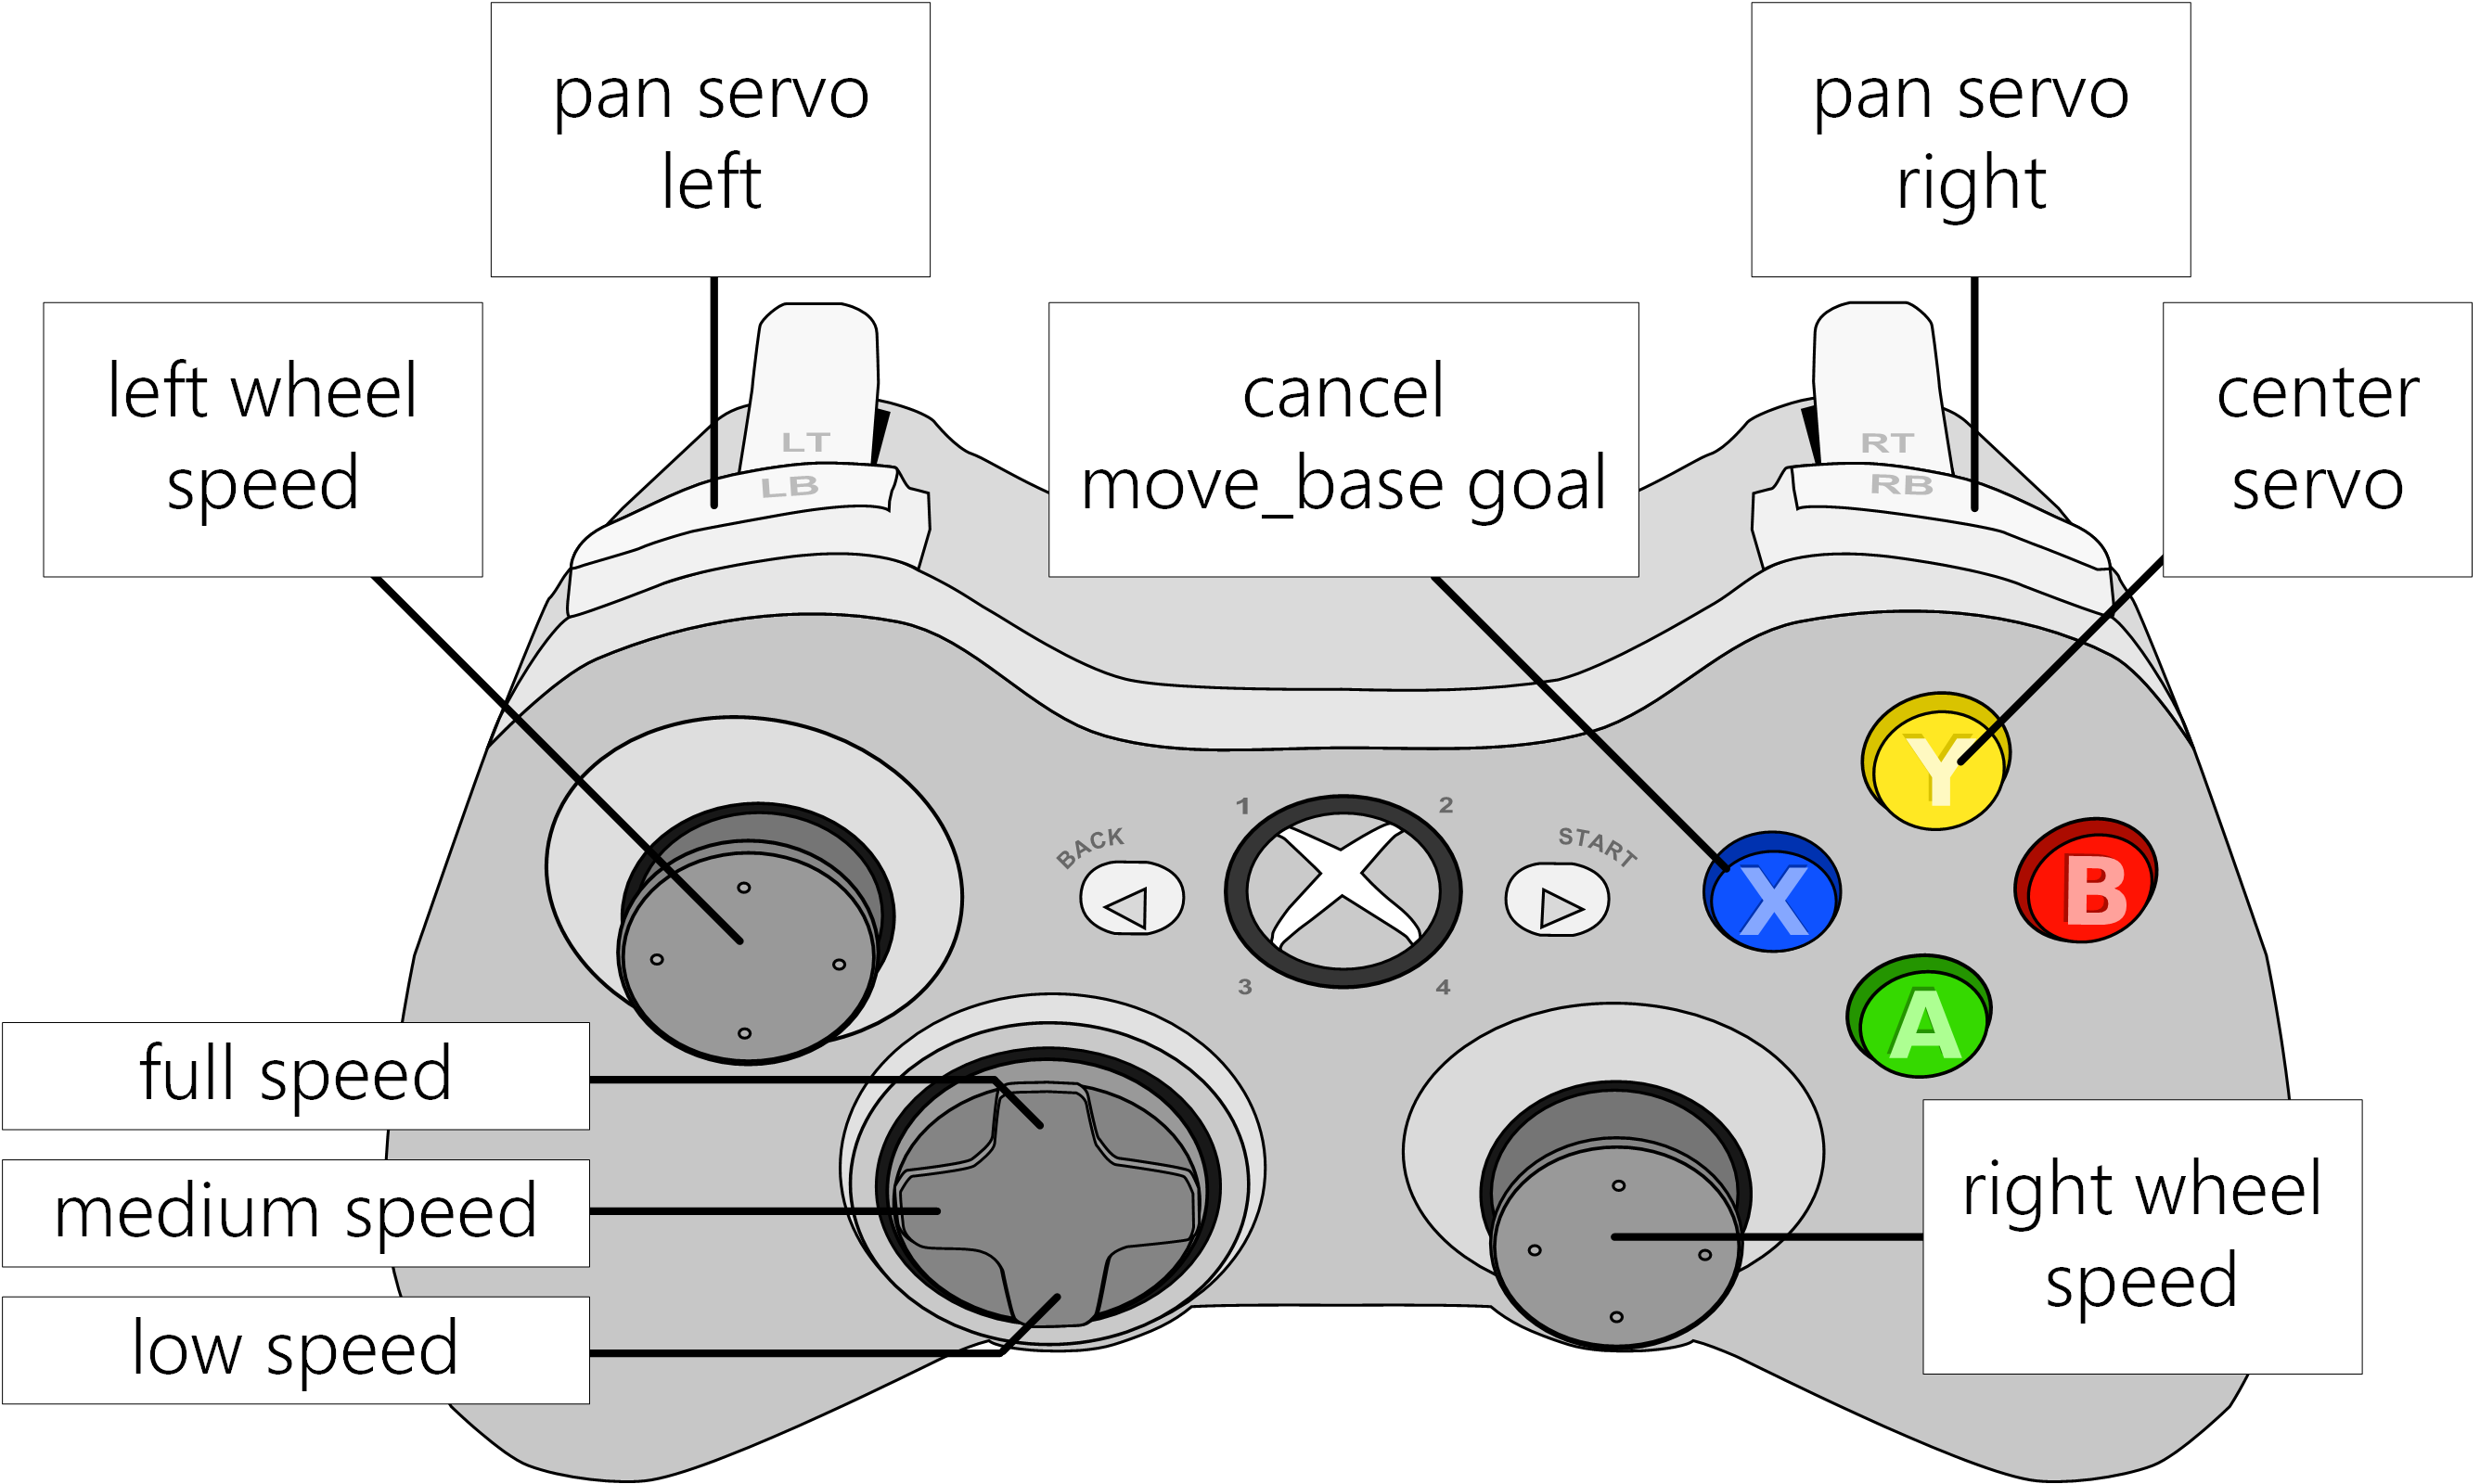 pan servo
left
pan servo
right
left wheel
speed
cancel
move_base goal
center
servo
LT
LB
RT
RB
1
2
BACK
START
3
4
Y
X
B
A
full speed
medium speed
low speed
right wheel
speed